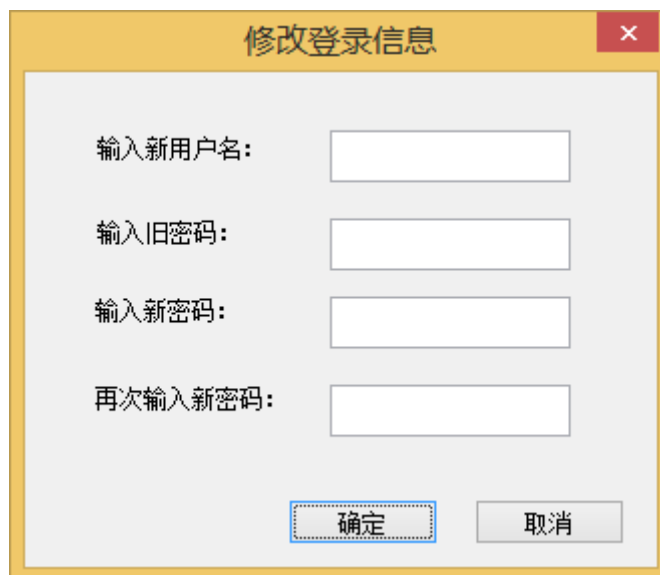 修改登录信息
输入新用户名：
输入旧密码：
输入新密码：
再次输入新密码：
确定 取消